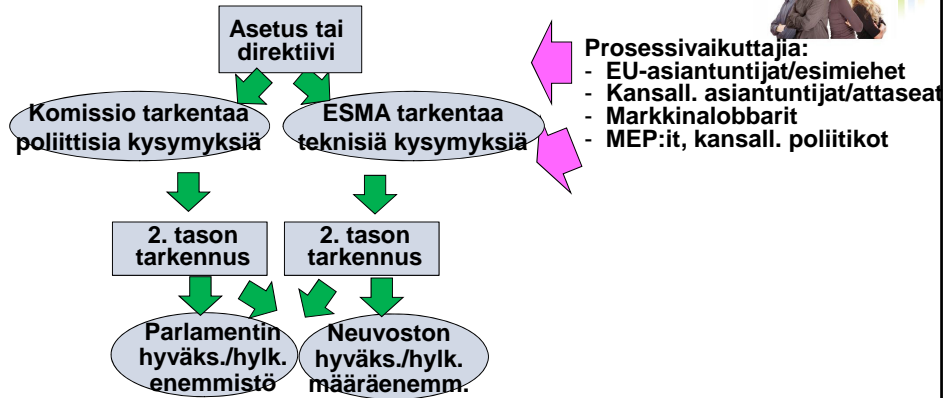 Asetus tai
direktiivi
Prosessivaikuttajia:
- EU-asiantuntijat/esimiehet
- Kansall. asiantuntijat/attaseat
- Markkinalobbarit
- MEP:it, kansall. poliitikot
Komissio tarkentaa
poliittisia kysymyksiä
ESMA tarkentaa
teknisiä kysymyksiä
2. tason
tarkennus
2. tason
tarkennus
Parlamentin
hyväks./hylk.
enemmistö
Neuvoston
hyväks./hylk.
määräenemm.